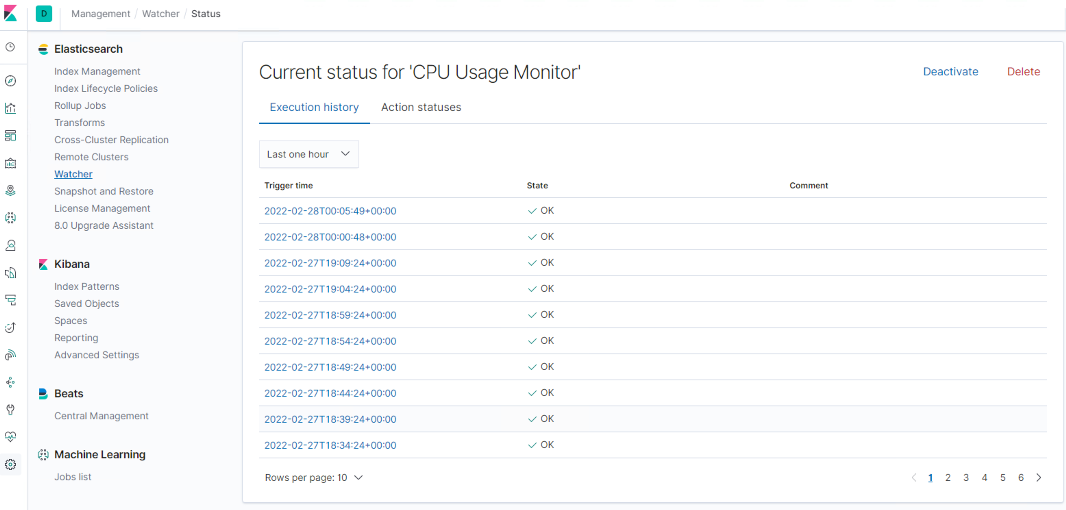 D Management / Watcher / Status
Elasticsearch
Index Management
Index Lifecycle Policies
Rollup Jobs
Transforms
Cross-Cluster Replication
Remote Clusters
Watcher
Snapshot and Restore
License Management
8.0 Upgrade Assistant
Kibana
Index Patterns
Saved Objects
Spaces
Reporting
Advanced Settings
Beats
Central Management
Machine Learning
Jobs list
Current status for 'CPU Usage Monitor'
Deactivate Delete
Execution history Action statuses
Last one hour
Trigger time State Comment
2022-02-28T00:05:49+00:00 OK
2022-02-28T00:00:48+00:00 OK
2022-02-27T19:09:24+00:00 OK
2022-02-27T19:04:24+00:00 OK
2022-02-27T18:59:24+00:00 OK
2022-02-27T18:54:24+00:00 OK
2022-02-27T18:49:24+00:00 OK
2022-02-27T18:44:24+00:00 OK
2022-02-27T18:39:24+00:00 OK
2022-02-27T18:34:24+00:00 OK
Rows per page: 10
1 2 3 4 5 6